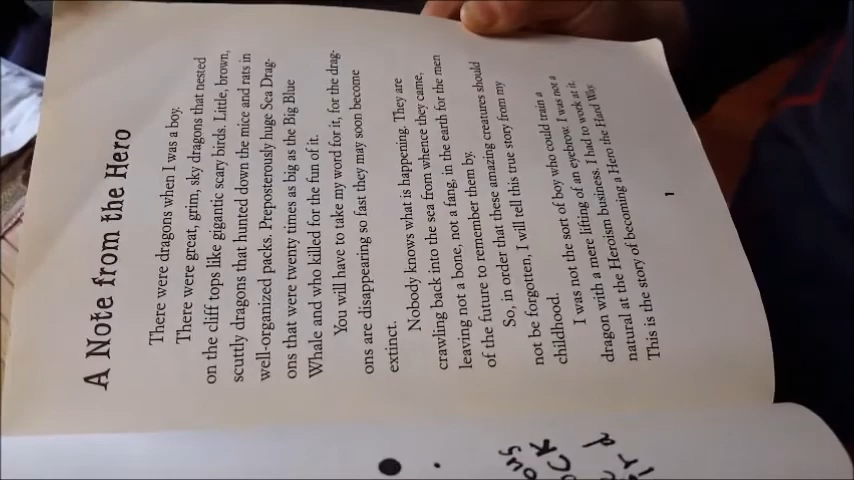 A Note from the Hero
There were dragons when I was a boy.
There were great, grim, sky dragons that nested
on the cliff tops like gigantic scary birds. Little, brown,
scuttly dragons that hunted down the mice and rats in
well-organized packs. Preposterously huge Sea Drag-
ons that were twenty times as big as the Big Blue
Whale and who killed for the fun of it.
You will have to take my word for it, for the drag-
ons are disappearing so fast they may soon become
extinct.
Nobody knows what is happening. They are
crawling back into the sea from whence they came,
leaving not a bone, not a fang, in the earth for the men
of the future to remember them by.
So, in order that these amazing creatures should
not be forgotten, I will tell this true story from my
childhood.
I was not the sort of boy who could train a
dragon with a mere lifting of an eyebrow. I was not a
natural at the Heroism business. I had to work at it.
This is the story of becoming a Hero the Hard Way.
1